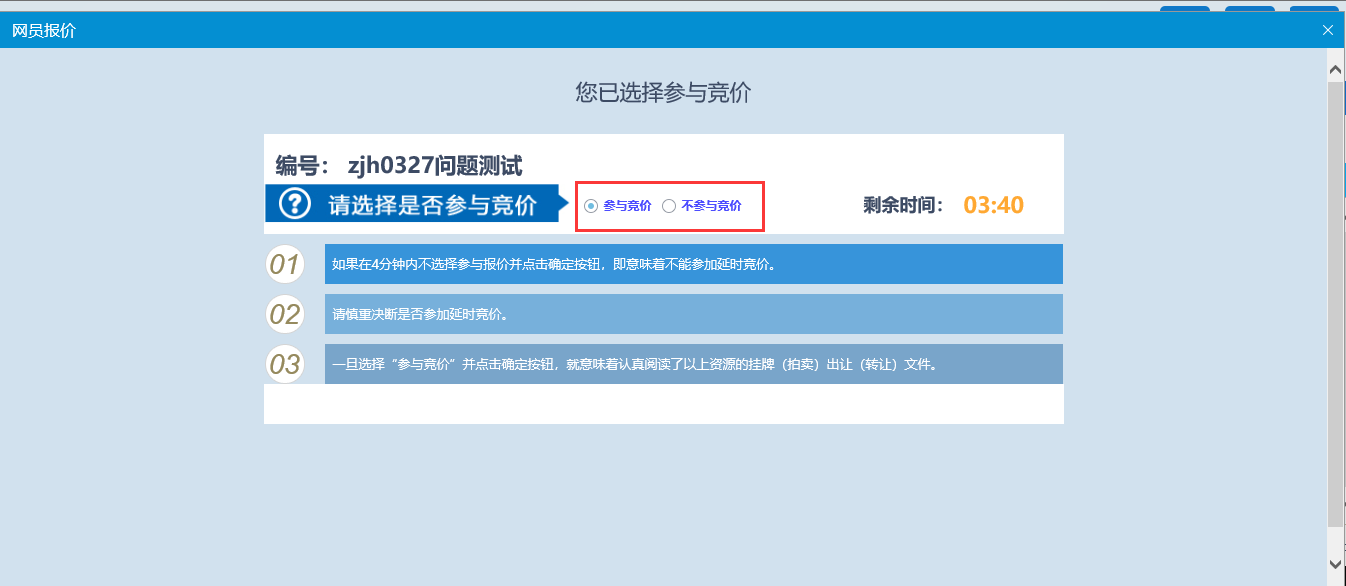 网员报价
您已选择参与竞价
编号： zjh0327问题测试
请选择是否参与竞价
参与竞价 不参与竞价
剩余时间： 03:40
01 如果在4分钟内不选择参与报价并点击确定按钮，即意味着不能参加延时竞价。
02 请慎重决断是否参加延时竞价。
03 一旦选择“参与竞价”并点击确定按钮，就意味着认真阅读了以上资源的挂牌（拍卖）出让（转让）文件。